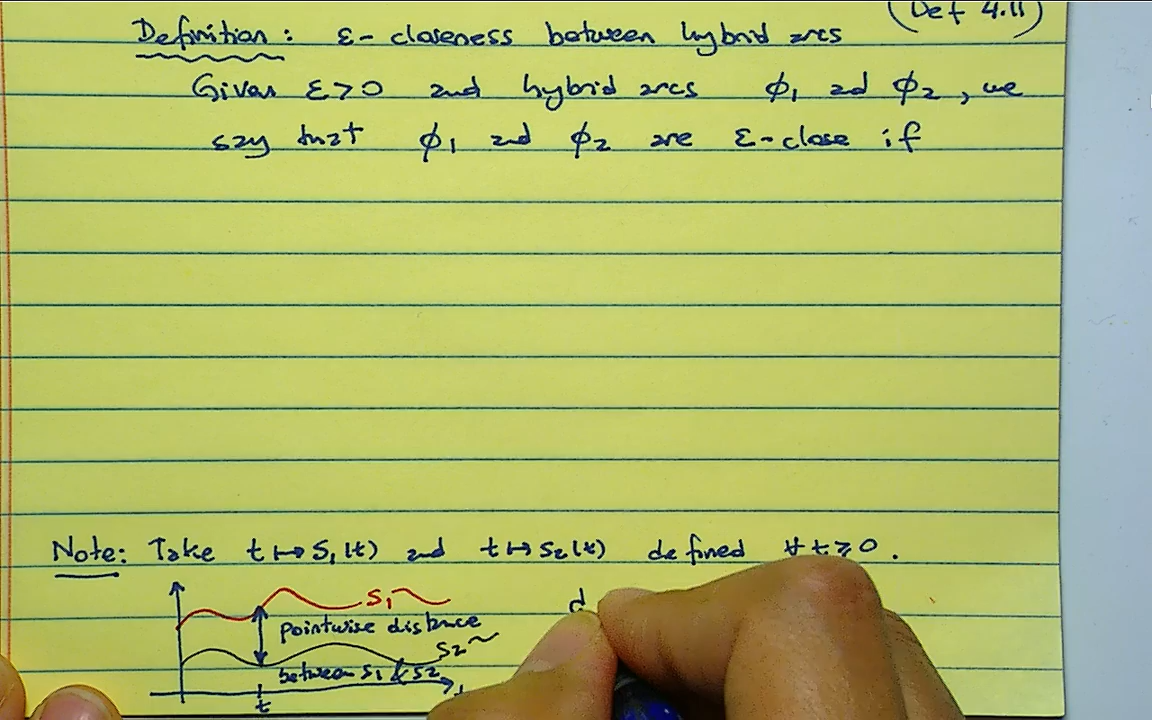 (Def 4.11)
Definition: ε-closeness between hybrid arcs
Given ε>0 and hybrid arcs ϕ₁ ad ϕ₂, we
say that ϕ₁ and ϕ₂ are ε-close if
Note: Take t↦S₁(t) and t↦S₂(t) defined ∀t≥0.
S₁
pointwise distance
S₂
between S₁ & S₂
t
d